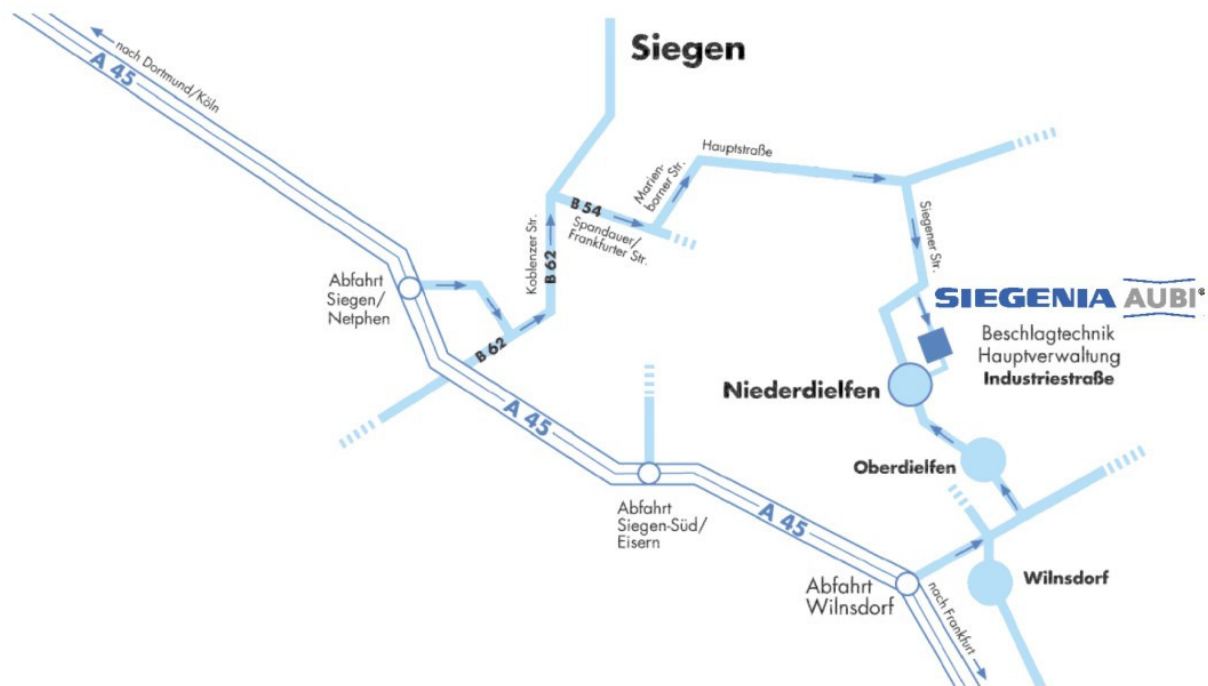 Siegen
A 45
nach Dortmund/Köln
Hauptstraße
Marien-
borner Str.
B 54
Spandauer/
Frankfurter Str.
Koblenzer Str.
B 62
Siegener Str.
Abfahrt
Siegen/
Netphen
B 62
SIEGENIA AUBI®
Beschlagtechnik
Hauptverwaltung
Industriestraße
Niederdielfen
A 45
Oberdielfen
Abfahrt
Siegen-Süd/
Eisern
A 45
Abfahrt
Wilnsdorf
nach Frankfurt
Wilnsdorf